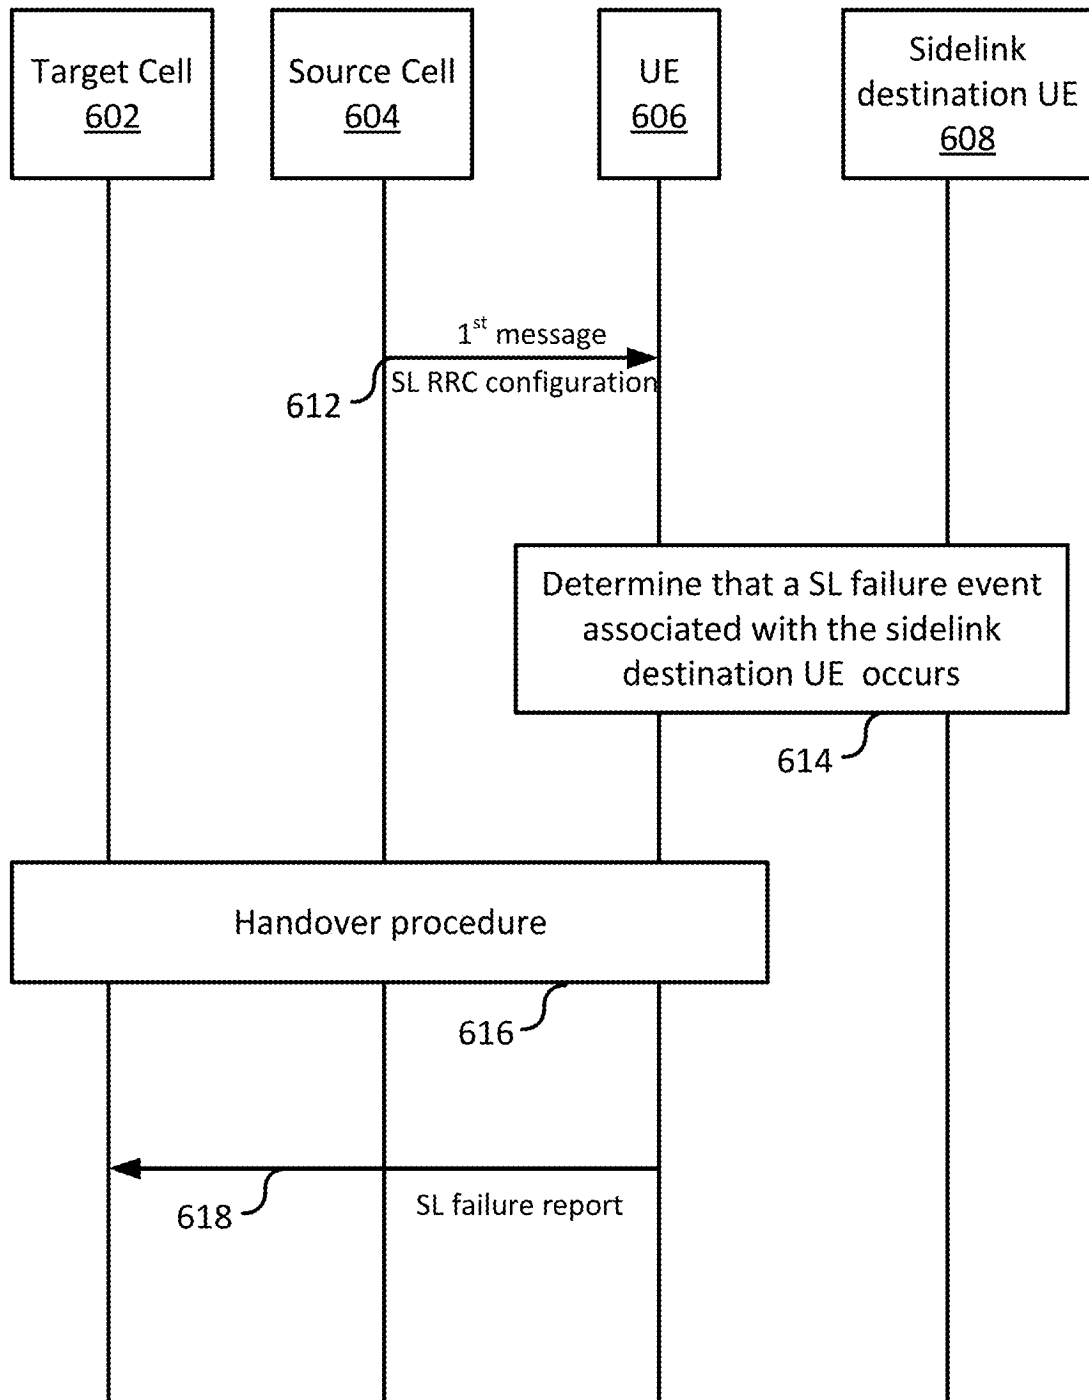 Target Cell
602
Source Cell
604
UE
606
Sidelink
destination UE
608
1st message
SL RRC configuration
612
Determine that a SL failure event
associated with the sidelink
destination UE occurs
614
Handover procedure
616
618
SL failure report